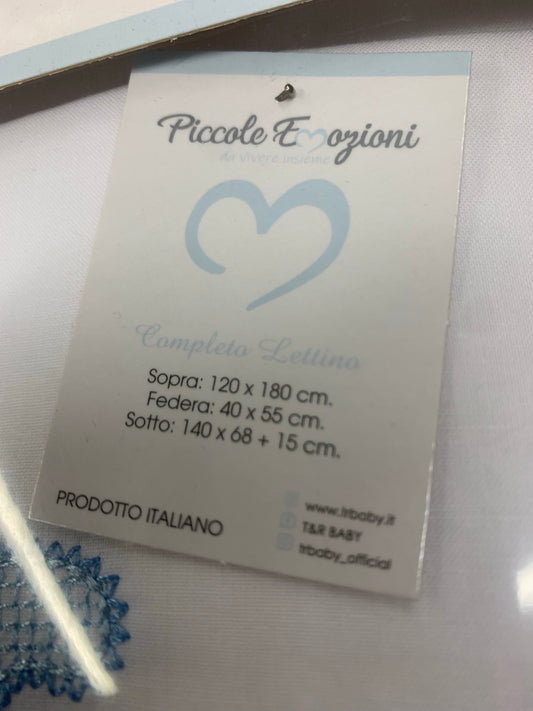 Piccole Emozioni
da vivere insieme
Completo Lettino
Sopra: 120 x 180 cm.
Federa: 40 x 55 cm.
Sotto: 140 x 68 + 15 cm.
PRODOTTO ITALIANO
www.trbaby.it
T&R BABY
trbaby_official